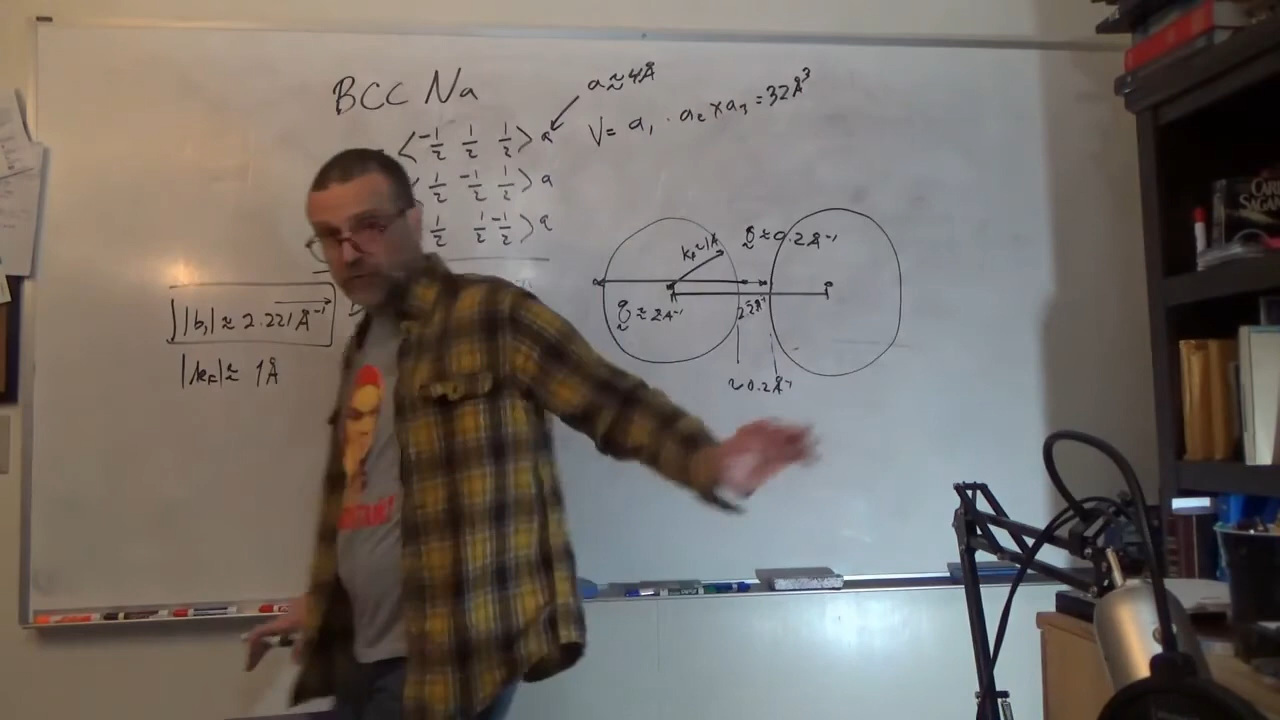 BCC Na
a ≈ 4Å
⟨-1/2 1/2 1/2⟩ a
V = a₁ · a₂ × a₃ = 32Å³
1/2 -1/2 1/2⟩ a
1/2 1/2 -1/2⟩ a
k_F ~ 1Å
q ≈ 0.2Å⁻¹
|b₁| ≈ 2.221Å⁻¹
q ≈ 2Å⁻¹
|k_F| ≈ 1Å
~0.2Å⁻¹
CARL
SAGAN